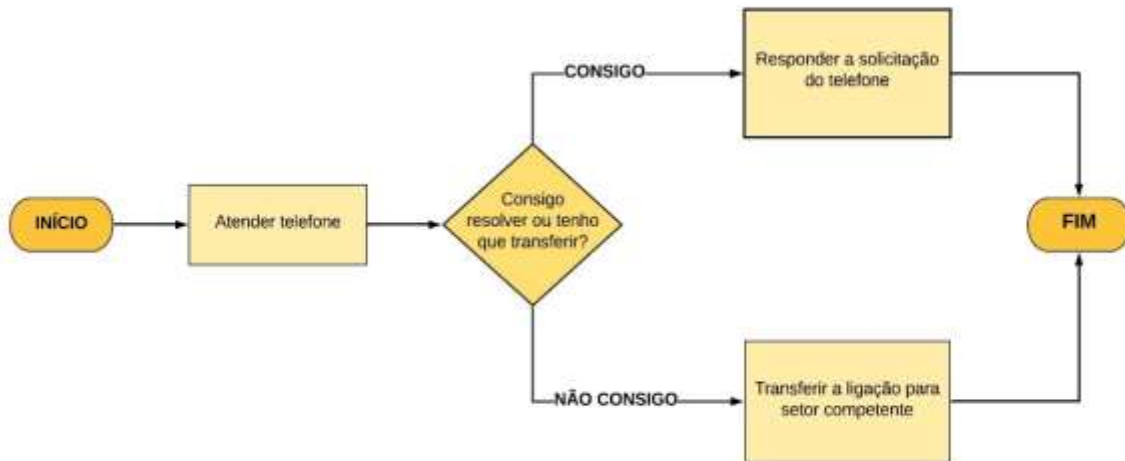 INÍCIO
Atender telefone
Consigo
resolver ou tenho
que transferir?
CONSIGO
Responder a solicitação
do telefone
NÃO CONSIGO
Transferir a ligação para
setor competente
FIM